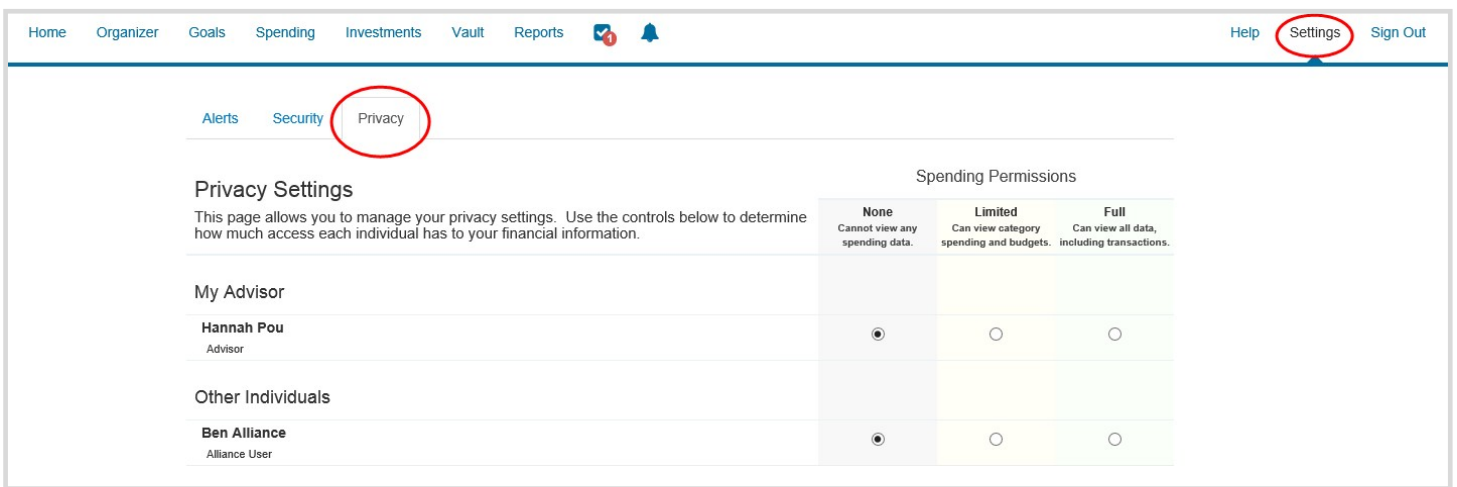 Home Organizer Goals Spending Investments Vault Reports 1 Help Settings Sign Out
Alerts Security Privacy
Privacy Settings
This page allows you to manage your privacy settings. Use the controls below to determine
how much access each individual has to your financial information.
Spending Permissions
None Limited Full
Cannot view any Can view category Can view all data,
spending data. spending and budgets. including transactions.
My Advisor
Hannah Pou
Advisor
Other Individuals
Ben Alliance
Alliance User